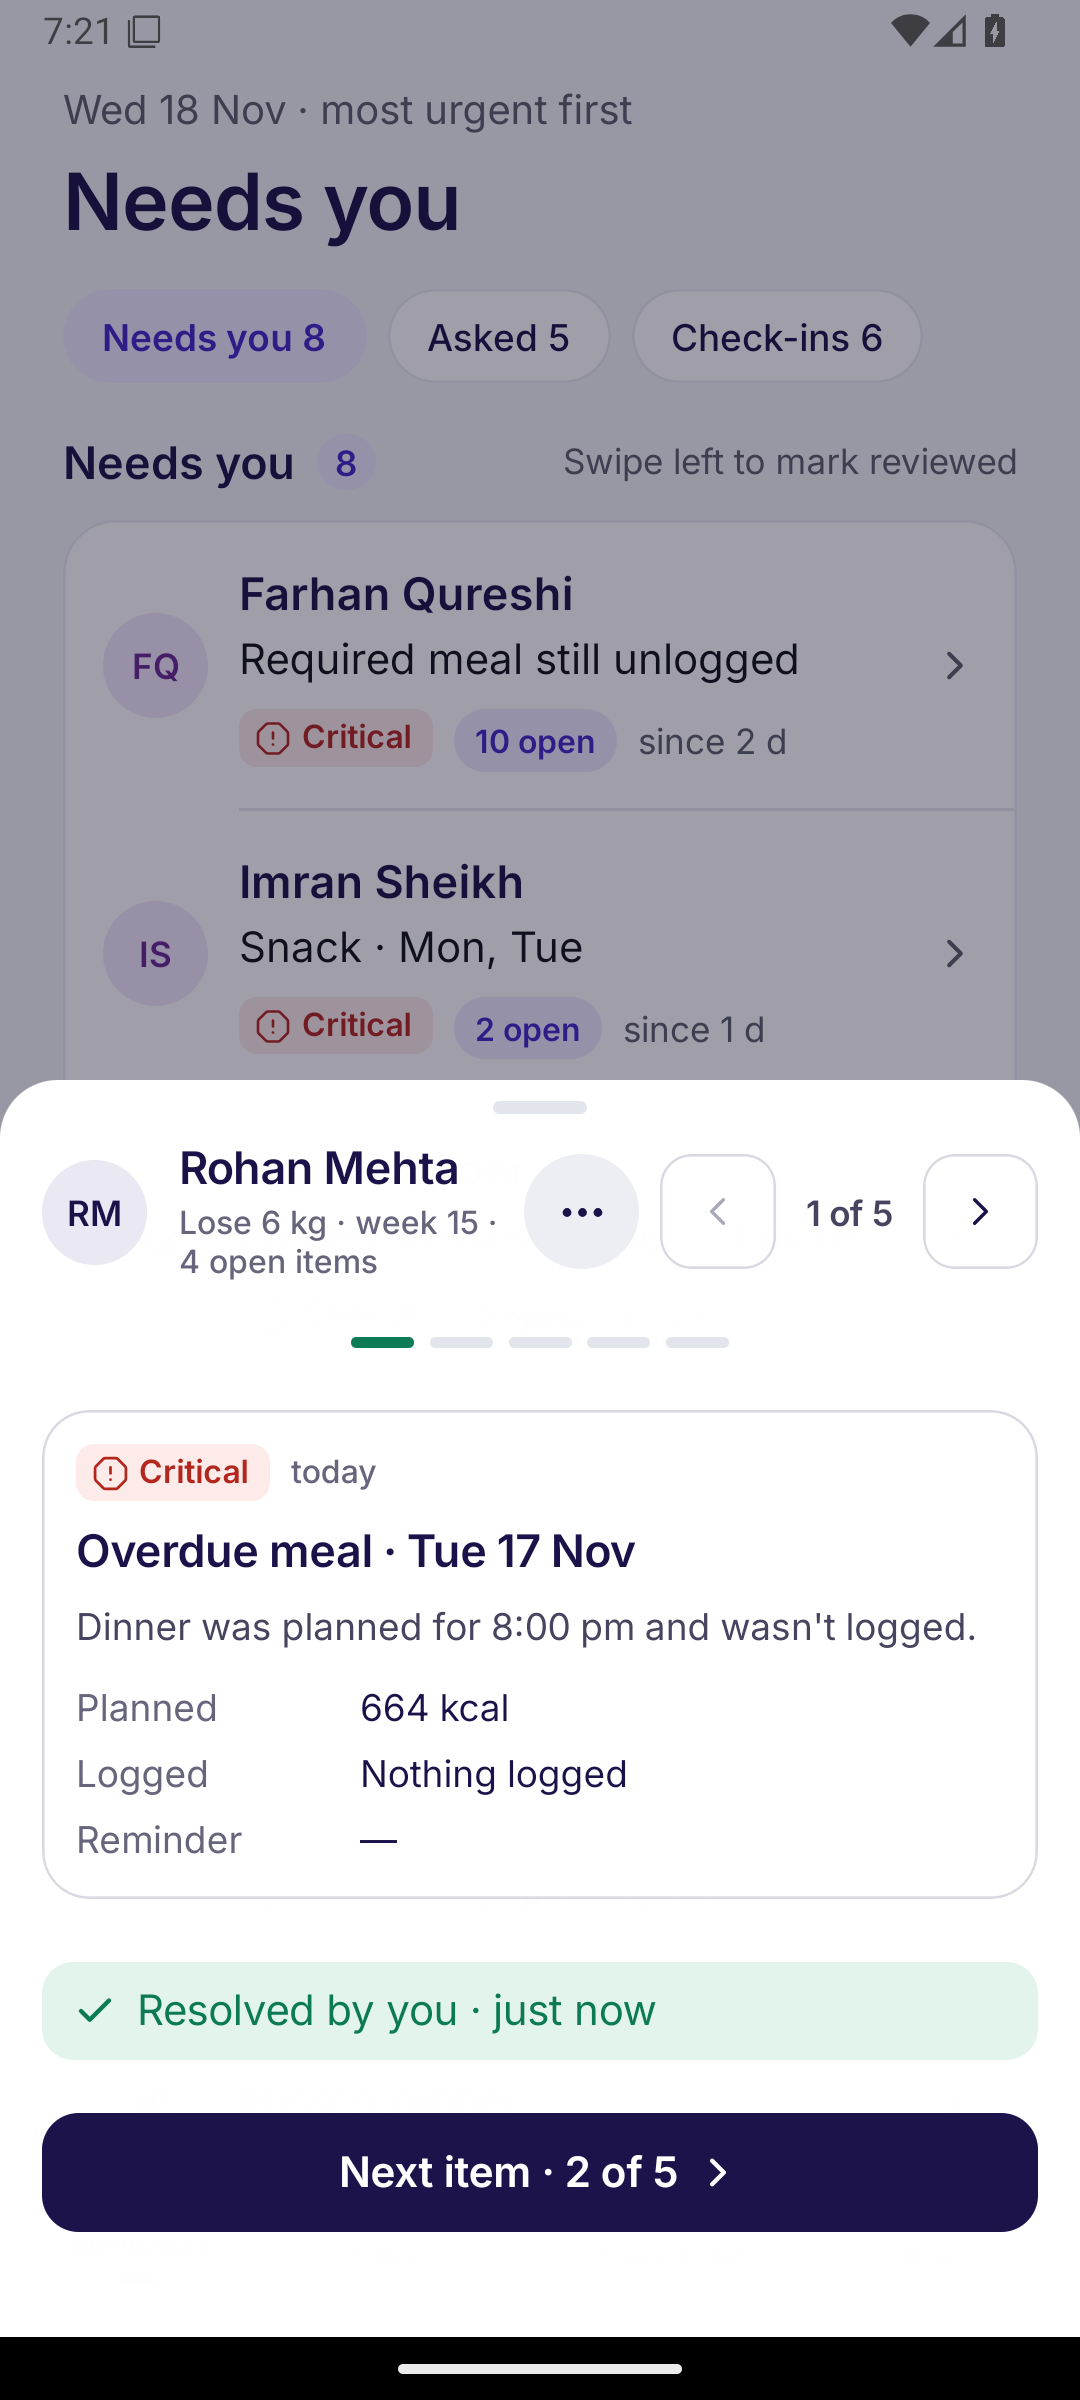 7:21
Wed 18 Nov · most urgent first
Needs you
Needs you 8
Asked 5
Check-ins 6
Needs you 8
Swipe left to mark reviewed
FQ
Farhan Qureshi
Required meal still unlogged
Critical
10 open
since 2 d
IS
Imran Sheikh
Snack · Mon, Tue
Critical
2 open
since 1 d
RM
Rohan Mehta
Lose 6 kg · week 15 ·
4 open items
1 of 5
Critical
today
Overdue meal · Tue 17 Nov
Dinner was planned for 8:00 pm and wasn't logged.
Planned 664 kcal
Logged Nothing logged
Reminder —
Resolved by you · just now
Next item · 2 of 5